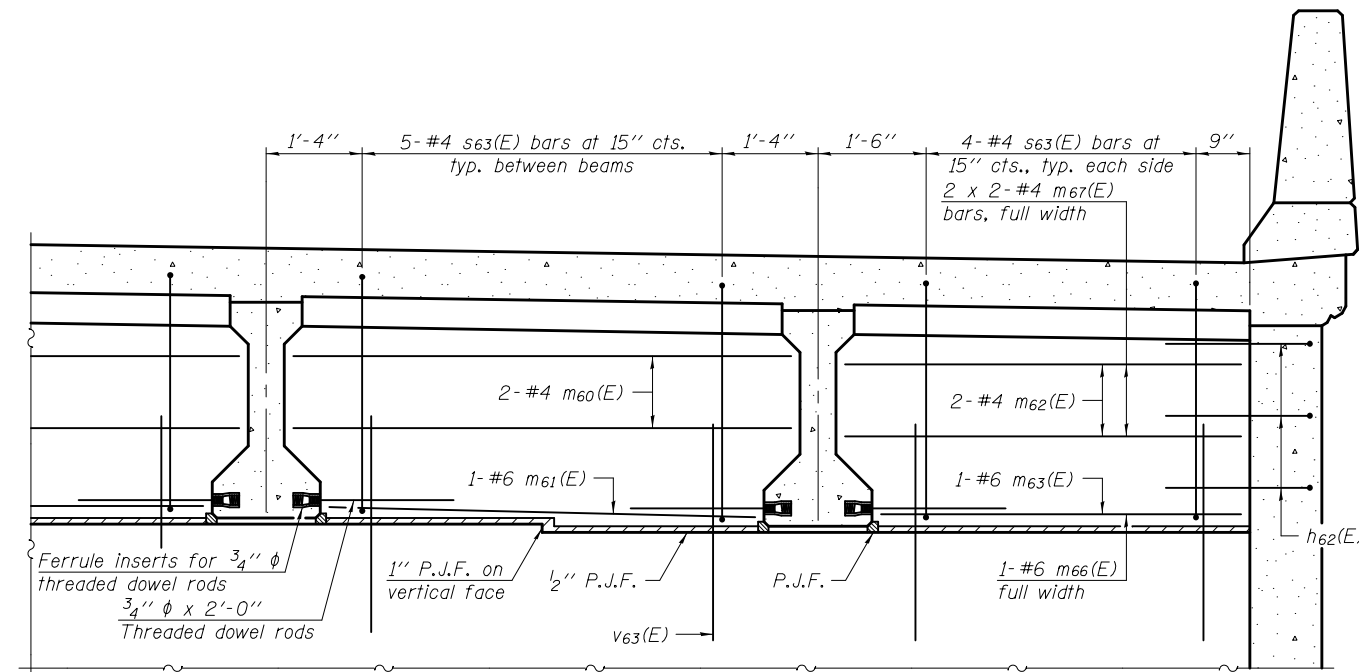 1'-4"
5-#4 s63(E) bars at 15" cts.
typ. between beams
1'-4"
1'-6"
4-#4 s63(E) bars at
15" cts., typ. each side
9"
2 x 2-#4 m67(E)
bars, full width
2-#4 m60(E)
2-#4 m62(E)
1-#6 m61(E)
1-#6 m63(E)
h62(E)
Ferrule inserts for 3/4" ϕ
threaded dowel rods
3/4" ϕ x 2'-0"
Threaded dowel rods
1" P.J.F. on
vertical face
1/2" P.J.F.
P.J.F.
1-#6 m66(E)
full width
v63(E)